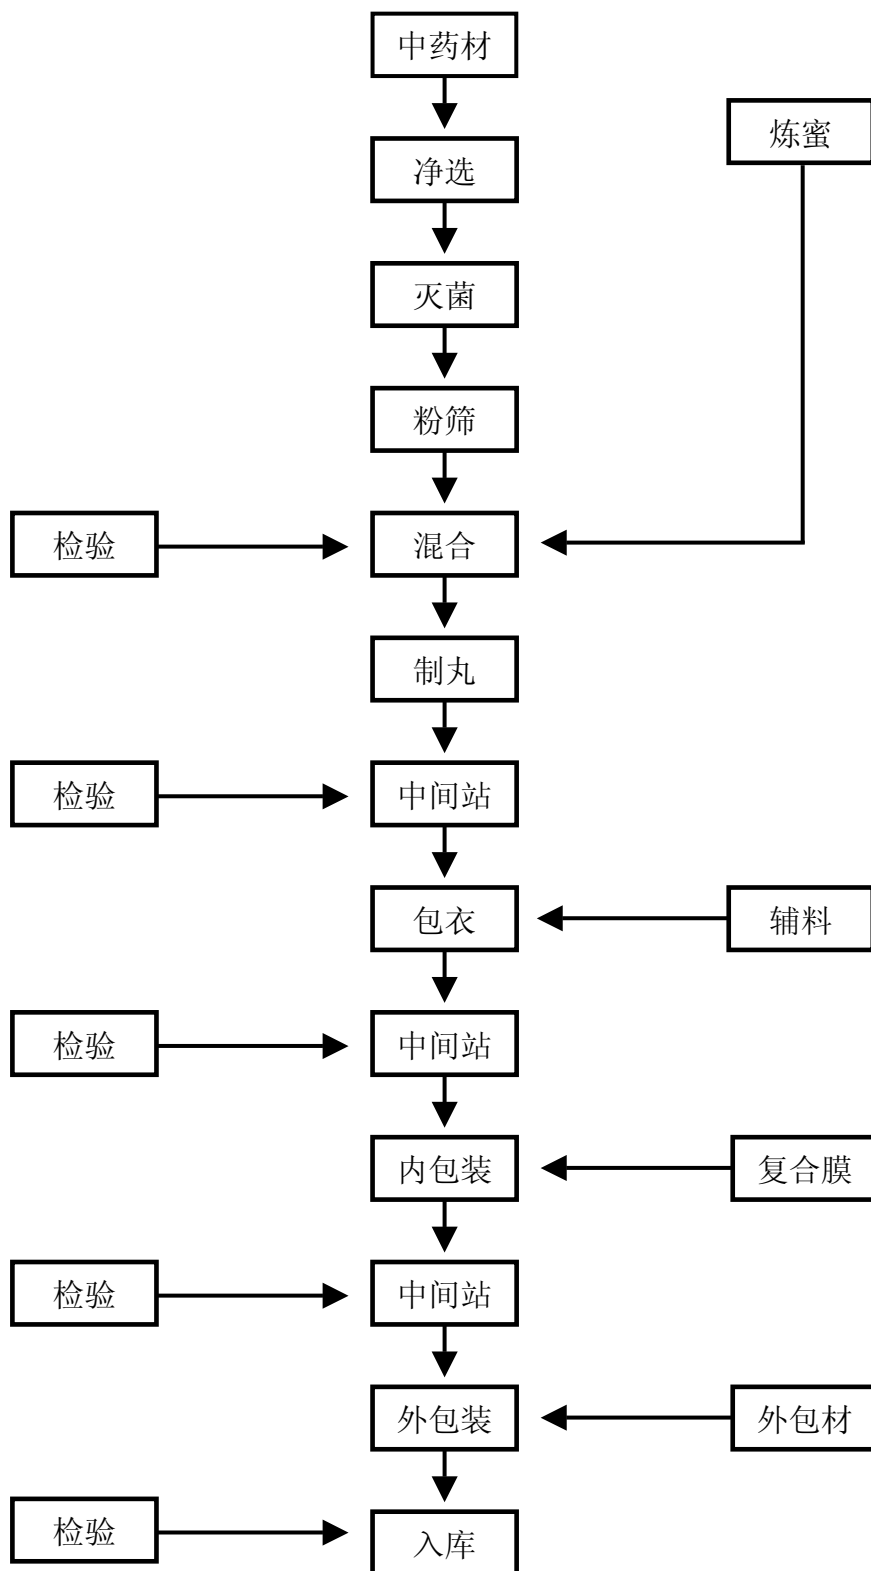 中药材
炼蜜
净选
灭菌
粉筛
检验
混合
制丸
检验
中间站
包衣
辅料
检验
中间站
内包装
复合膜
检验
中间站
外包装
外包材
检验
入库